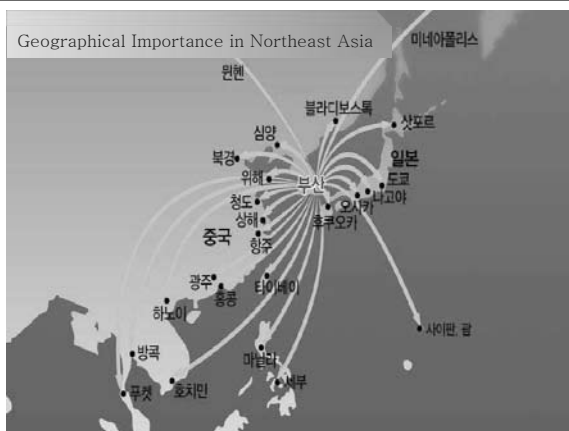 Geographical Importance in Northeast Asia
미네아폴리스
뮌헨
블라디보스톡
삿포르
심양
북경
일본
위해
부산
도쿄
나고야
오사카
청도
후쿠오카
상해
중국
항주
광주
홍콩
타이베이
하노이
사이판, 괌
방콕
마닐라
푸켓
호치민
세부